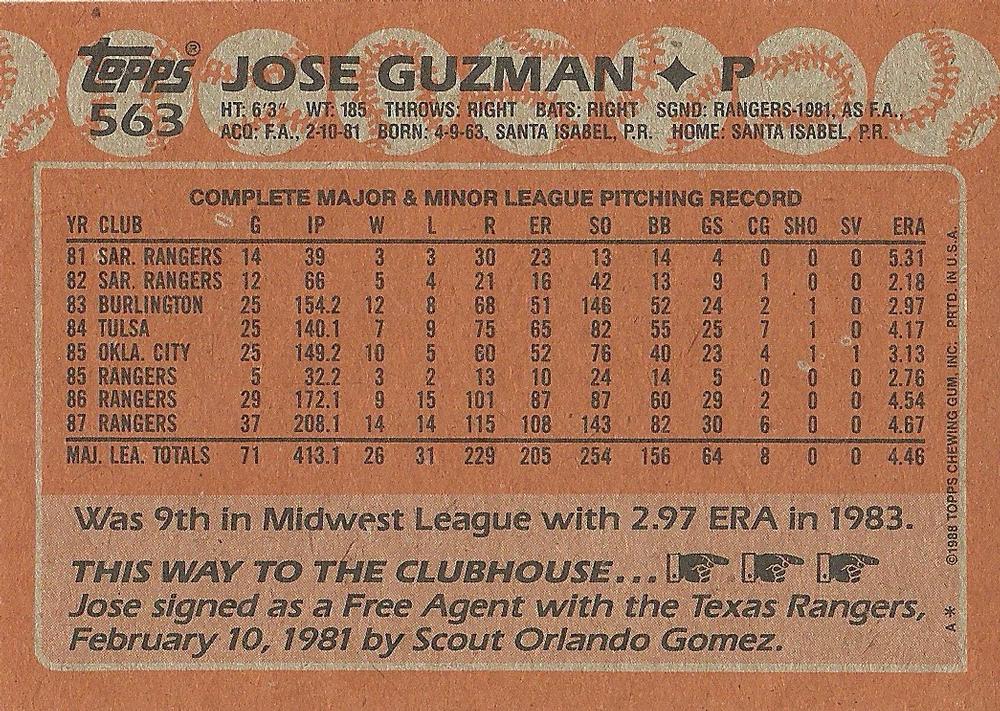 Topps® JOSE GUZMAN ✦ P
563
HT: 6'3" WT: 185 THROWS: RIGHT BATS: RIGHT SGND: RANGERS-1981, AS F.A.,
ACQ: F.A., 2-10-81 BORN: 4-9-63, SANTA ISABEL, P.R. HOME: SANTA ISABEL, P.R.
COMPLETE MAJOR & MINOR LEAGUE PITCHING RECORD
YR CLUB G IP W L R ER SO BB GS CG SHO SV ERA
81 SAR. RANGERS 14 39 3 3 30 23 13 14 4 0 0 0 5.31
82 SAR. RANGERS 12 66 5 4 21 16 42 13 9 1 0 0 2.18
83 BURLINGTON 25 154.2 12 8 68 51 146 52 24 2 1 0 2.97
84 TULSA 25 140.1 7 9 75 65 82 55 25 7 1 0 4.17
85 OKLA. CITY 25 149.2 10 5 60 52 76 40 23 4 1 1 3.13
85 RANGERS 5 32.2 3 2 13 10 24 14 5 0 0 0 2.76
86 RANGERS 29 172.1 9 15 101 87 87 60 29 2 0 0 4.54
87 RANGERS 37 208.1 14 14 115 108 143 82 30 6 0 0 4.67
MAJ. LEA. TOTALS 71 413.1 26 31 229 205 254 156 64 8 0 0 4.46
Was 9th in Midwest League with 2.97 ERA in 1983.
THIS WAY TO THE CLUBHOUSE...
Jose signed as a Free Agent with the Texas Rangers,
February 10, 1981 by Scout Orlando Gomez.
A * ©1988 TOPPS CHEWING GUM, INC. PRTD. IN U.S.A.